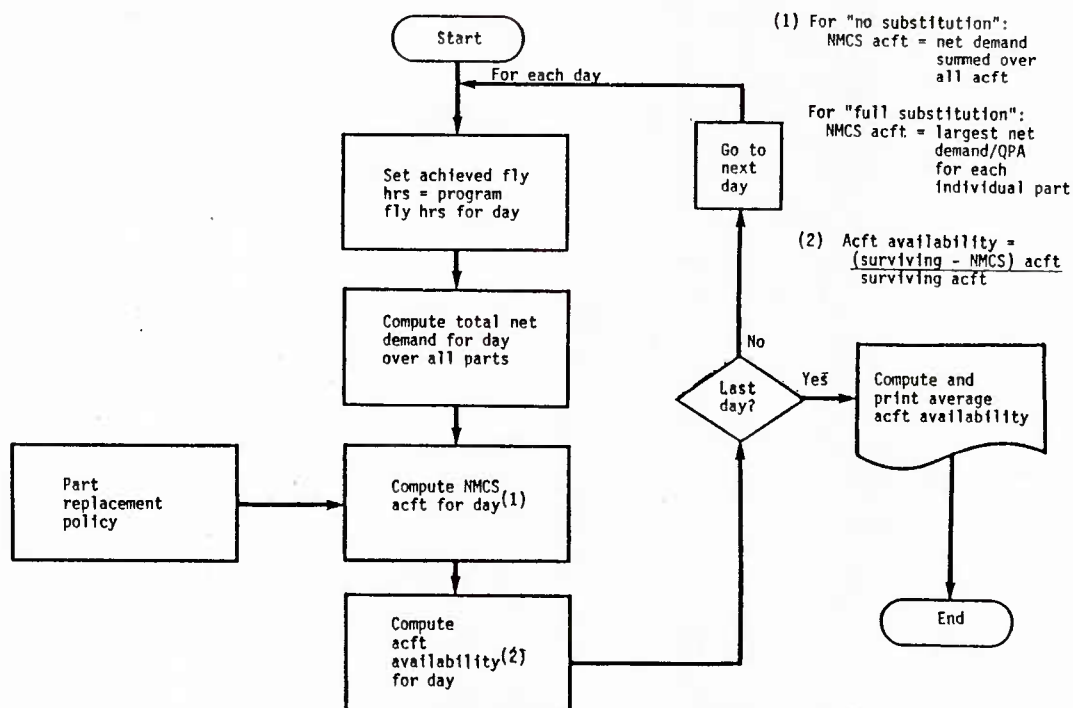 Start
For each day
Set achieved fly
hrs = program
fly hrs for day
Compute total net
demand for day
over all parts
Part
replacement
policy
Compute NMCS
acft for day(1)
Compute
acft
availability(2)
for day
Go to
next
day
No
Last
day?
Yes
Compute and
print average
acft availability
End
(1) For "no substitution":
NMCS acft = net demand
summed over
all acft
For "full substitution":
NMCS acft = largest net
demand/QPA
for each
individual part
(2) Acft availability =
(surviving - NMCS) acft
surviving acft